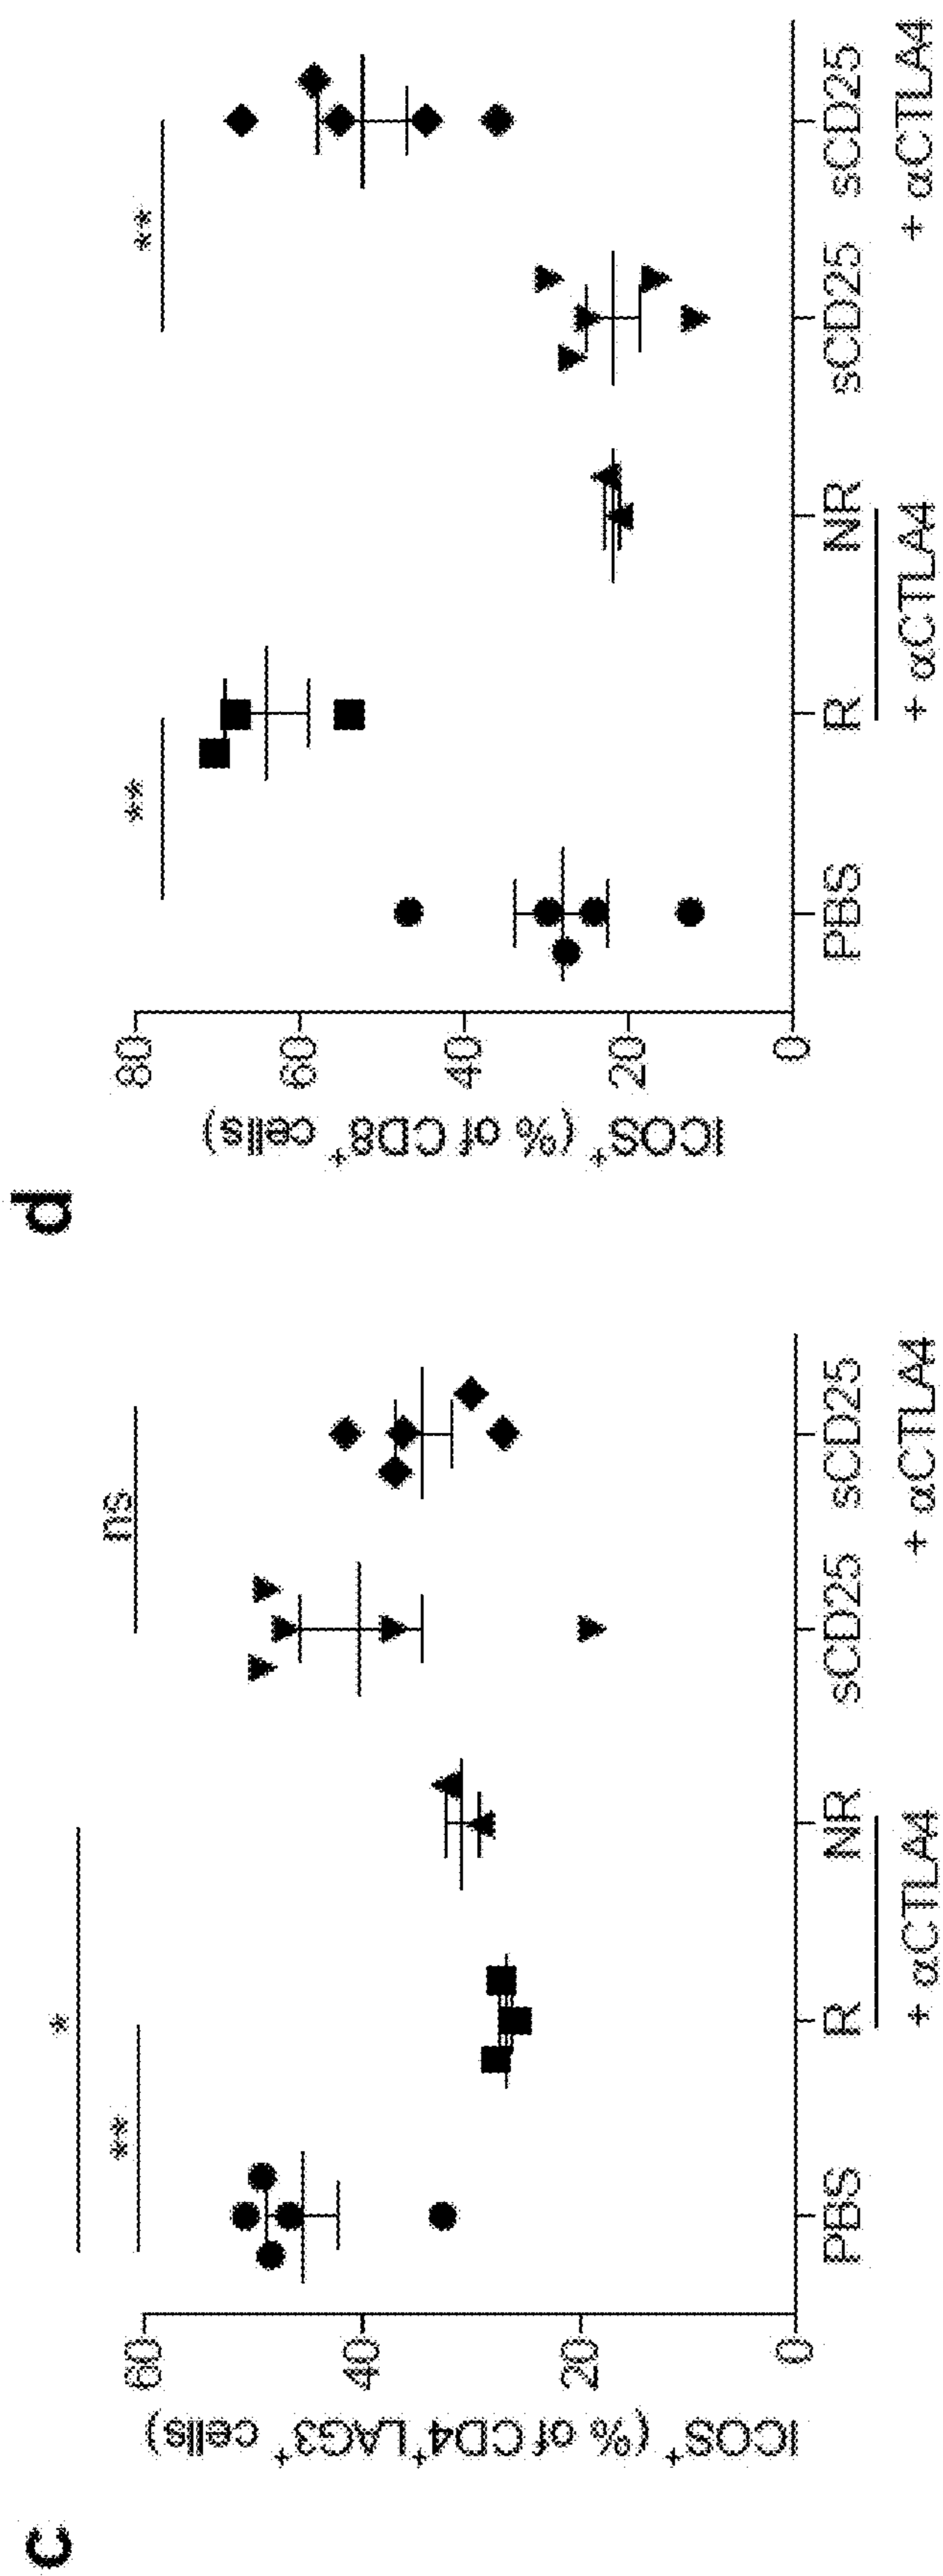 c
ICOS⁺ (% of CD4⁺LAG3⁺ cells)
60
40
20
0
*
**
ns
PBS
R
NR
sCD25
sCD25
+ αCTLA4
+ αCTLA4
d
ICOS⁺ (% of CD8⁺ cells)
80
60
40
20
0
**
**
PBS
R
NR
sCD25
sCD25
+ αCTLA4
+ αCTLA4